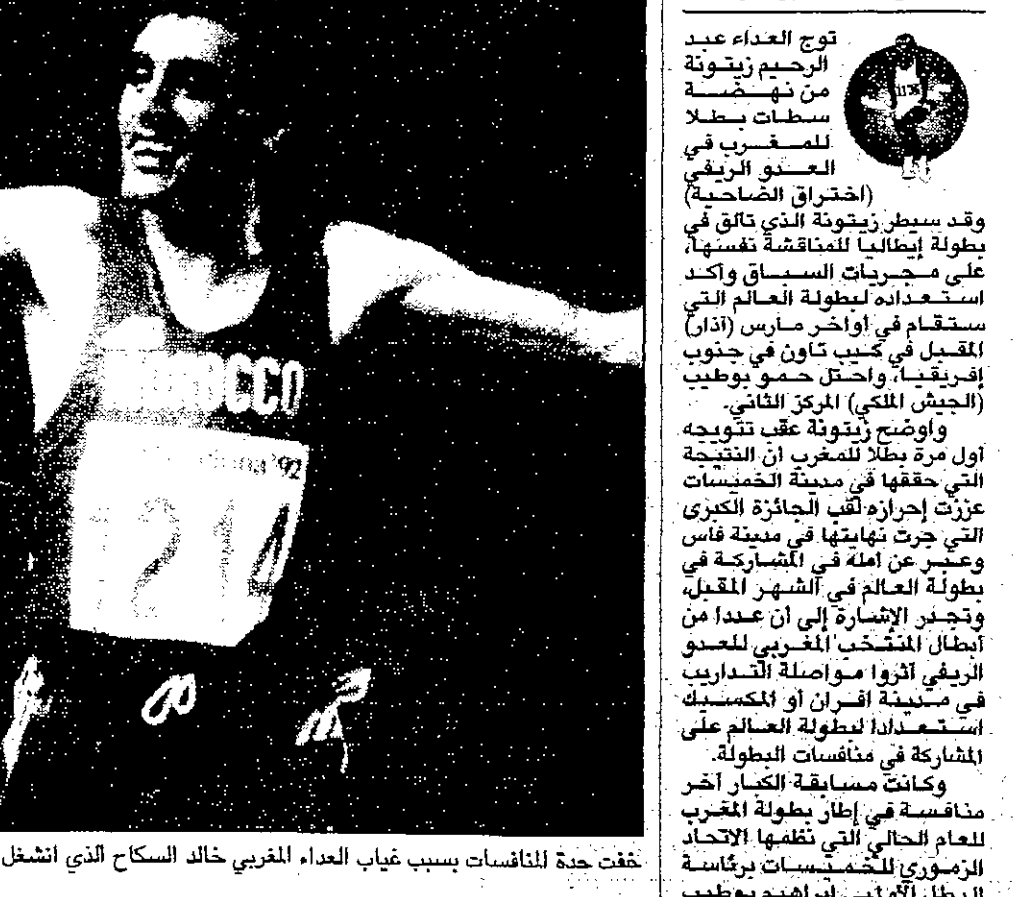 توج العداء عبد
الرحيم زيتونة
من نهضة
سطات بطلا
للمغرب في
العدو الريفي
(اختراق الضاحية)
وقد سيطر زيتونة الذي تألق في
بطولة إيطاليا للمناقشة نفسها،
على مجريات السباق وأكد
استعداده لبطولة العالم التي
ستقام في أواخر مارس (آذار)
المقبل في كيب تاون في جنوب
إفريقيا، واحتل حمو بوطيب
(الجيش الملكي) المركز الثاني.
وأوضح زيتونة عقب تتويجه
أول مرة بطلا للمغرب أن النتيجة
التي حققها في مدينة الخميسات
عززت إحرازه لقب الجائزة الكبرى
التي جرت نهايتها في مدينة فاس
وعبر عن أمله في المشاركة في
بطولة العالم في الشهر المقبل،
وتجدر الإشارة إلى أن عددا من
أبطال المنتخب المغربي للعدو
الريفي آثروا مواصلة التداريب
في مدينة افران أو المكسيك
استعدادا لبطولة العالم على
المشاركة في منافسات البطولة.
وكانت مسابقة الكبار آخر
منافسة في إطار بطولة المغرب
للعام الحالي التي نظمها الاتحاد
الزموري للخميسات برئاسة
البطل الأولمبي ابراهيم بوطيب
MOROCCO
'92
1214
خفت حدة المنافسات بسبب غياب العداء المغربي خالد السكاح الذي انشغل